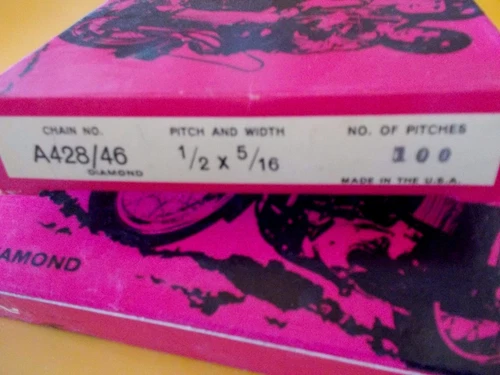 CHAIN NO. PITCH AND WIDTH NO. OF PITCHES
A428/46 1/2 X 5/16 100
DIAMOND
MADE IN THE U.S.A.
AMOND